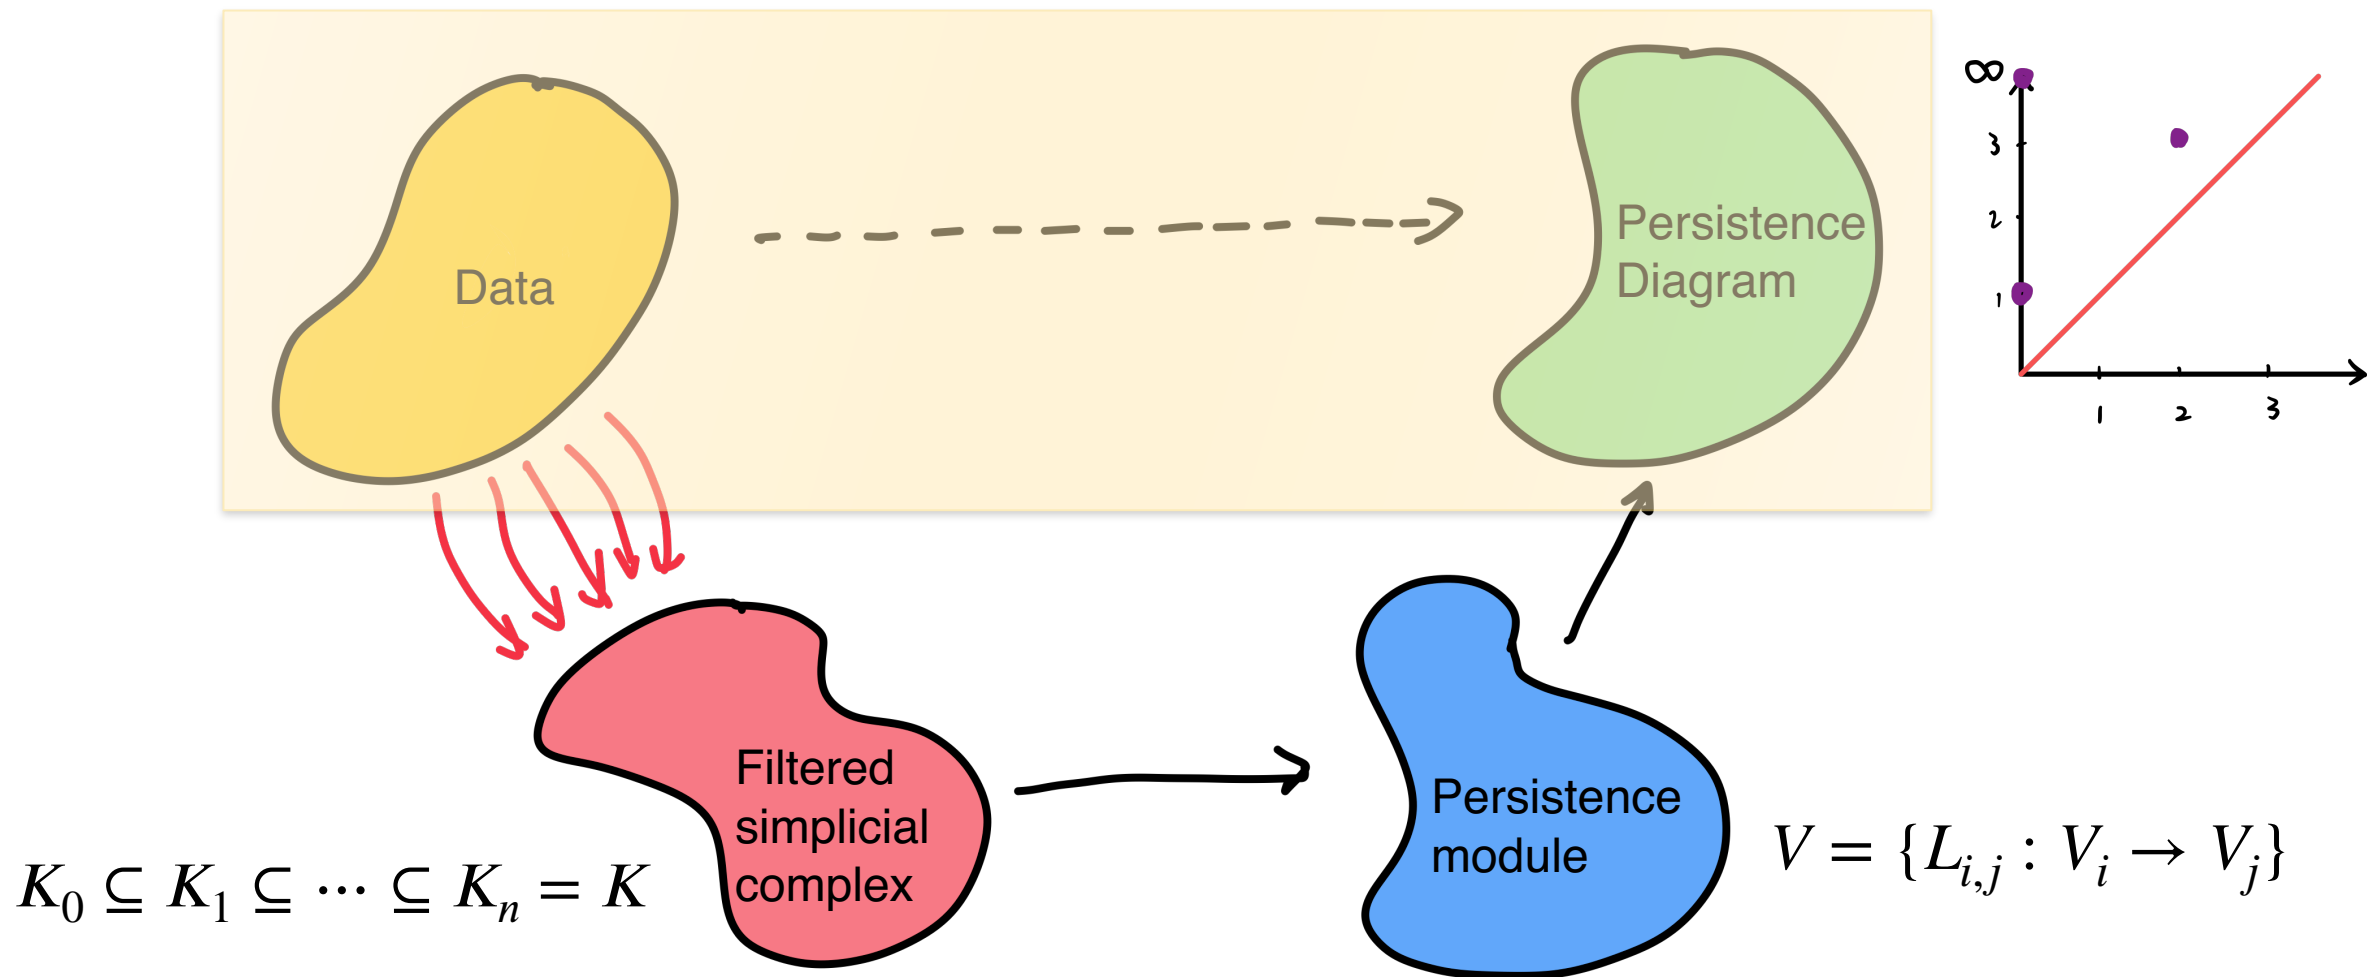 Data
Persistence
Diagram
∞
3
2
1
1 2 3
Filtered
simplicial
complex
K₀ ⊆ K₁ ⊆ ⋯ ⊆ Kₙ = K
Persistence
module
V = {L_{i,j} : V_i → V_j}